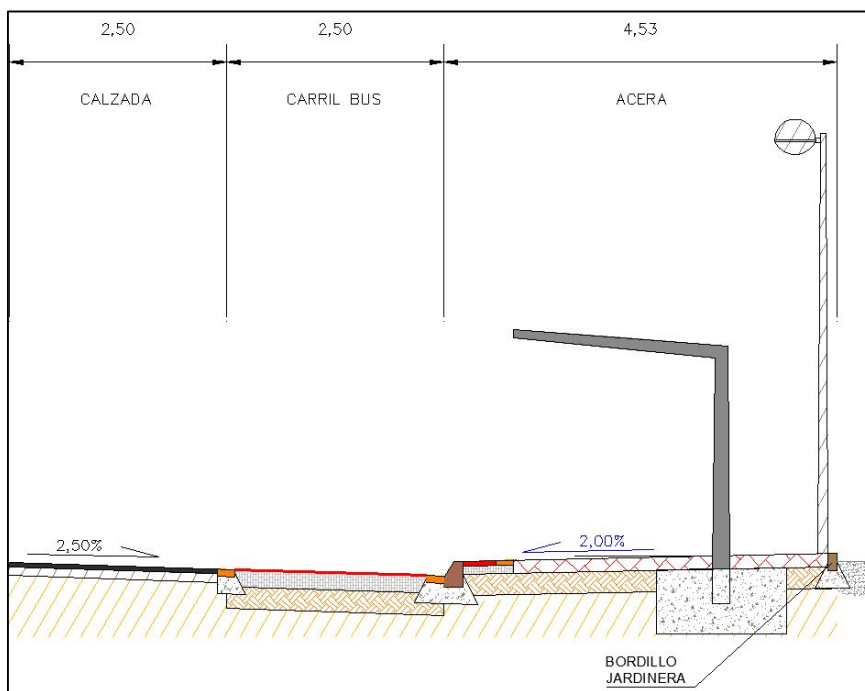 2,50 2,50 4,53
CALZADA CARRIL BUS ACERA
2,50% 2,00%
BORDILLO
JARDINERA